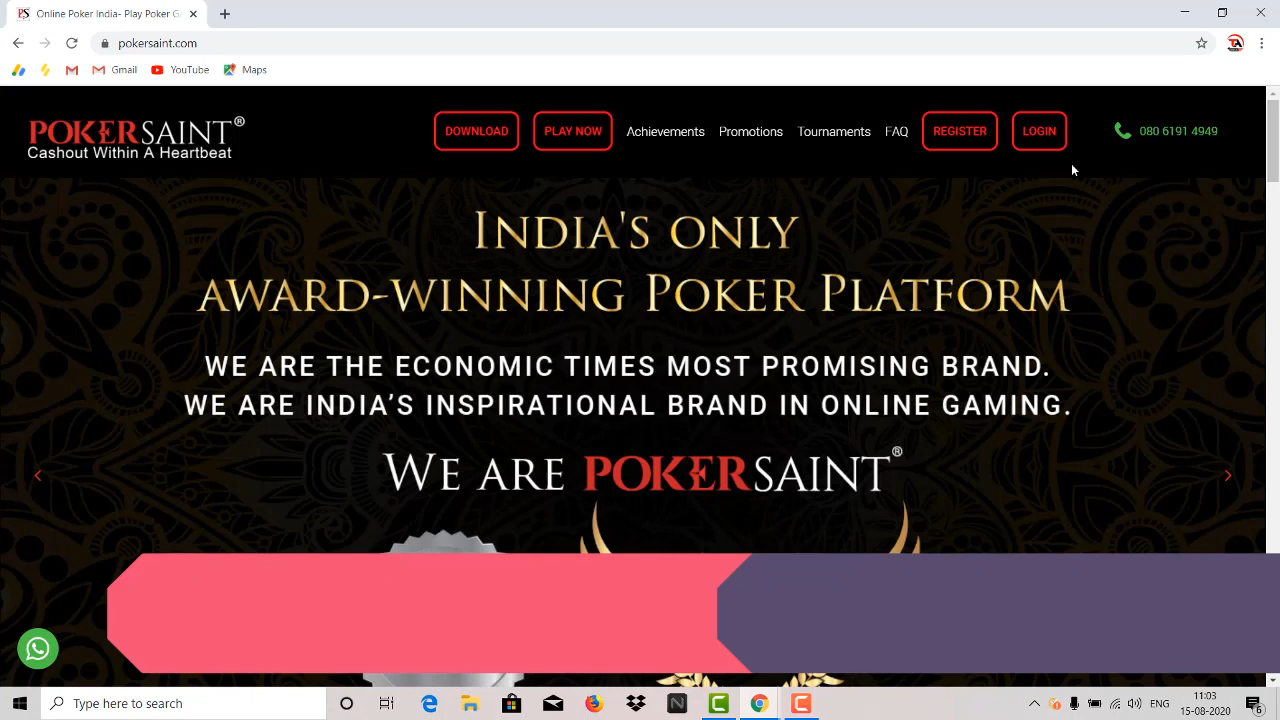 Online Poker India- Play Poker G
pokersaint.com
Gmail
YouTube
Maps
POKERSAINT®
Cashout Within A Heartbeat
DOWNLOAD
PLAY NOW
Achievements
Promotions
Tournaments
FAQ
REGISTER
LOGIN
080 6191 4949
INDIA'S ONLY
AWARD-WINNING POKER PLATFORM
WE ARE THE ECONOMIC TIMES MOST PROMISING BRAND.
WE ARE INDIA'S INSPIRATIONAL BRAND IN ONLINE GAMING.
WE ARE POKERSAINT®
Type here to search
ENG
11:03
15-08-2020
6